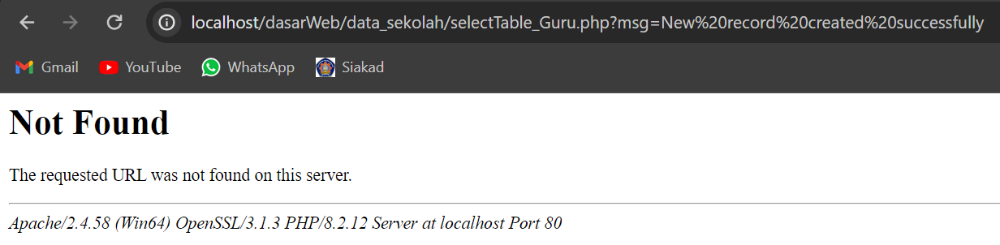 localhost/dasarWeb/data_sekolah/selectTable_Guru.php?msg=New%20record%20created%20successfully
Gmail YouTube WhatsApp Siakad
Not Found
The requested URL was not found on this server.
Apache/2.4.58 (Win64) OpenSSL/3.1.3 PHP/8.2.12 Server at localhost Port 80